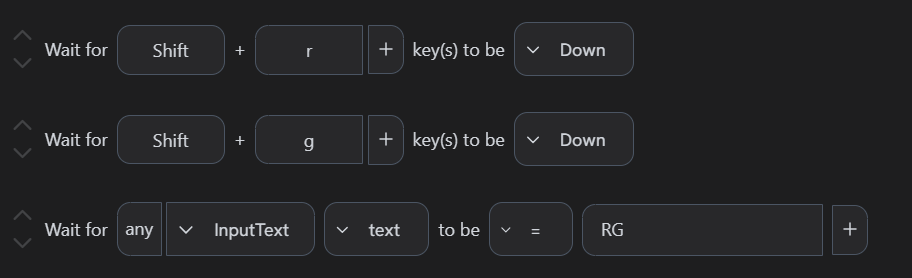 Wait for Shift + r + key(s) to be Down
Wait for Shift + g + key(s) to be Down
Wait for any InputText text to be = RG +